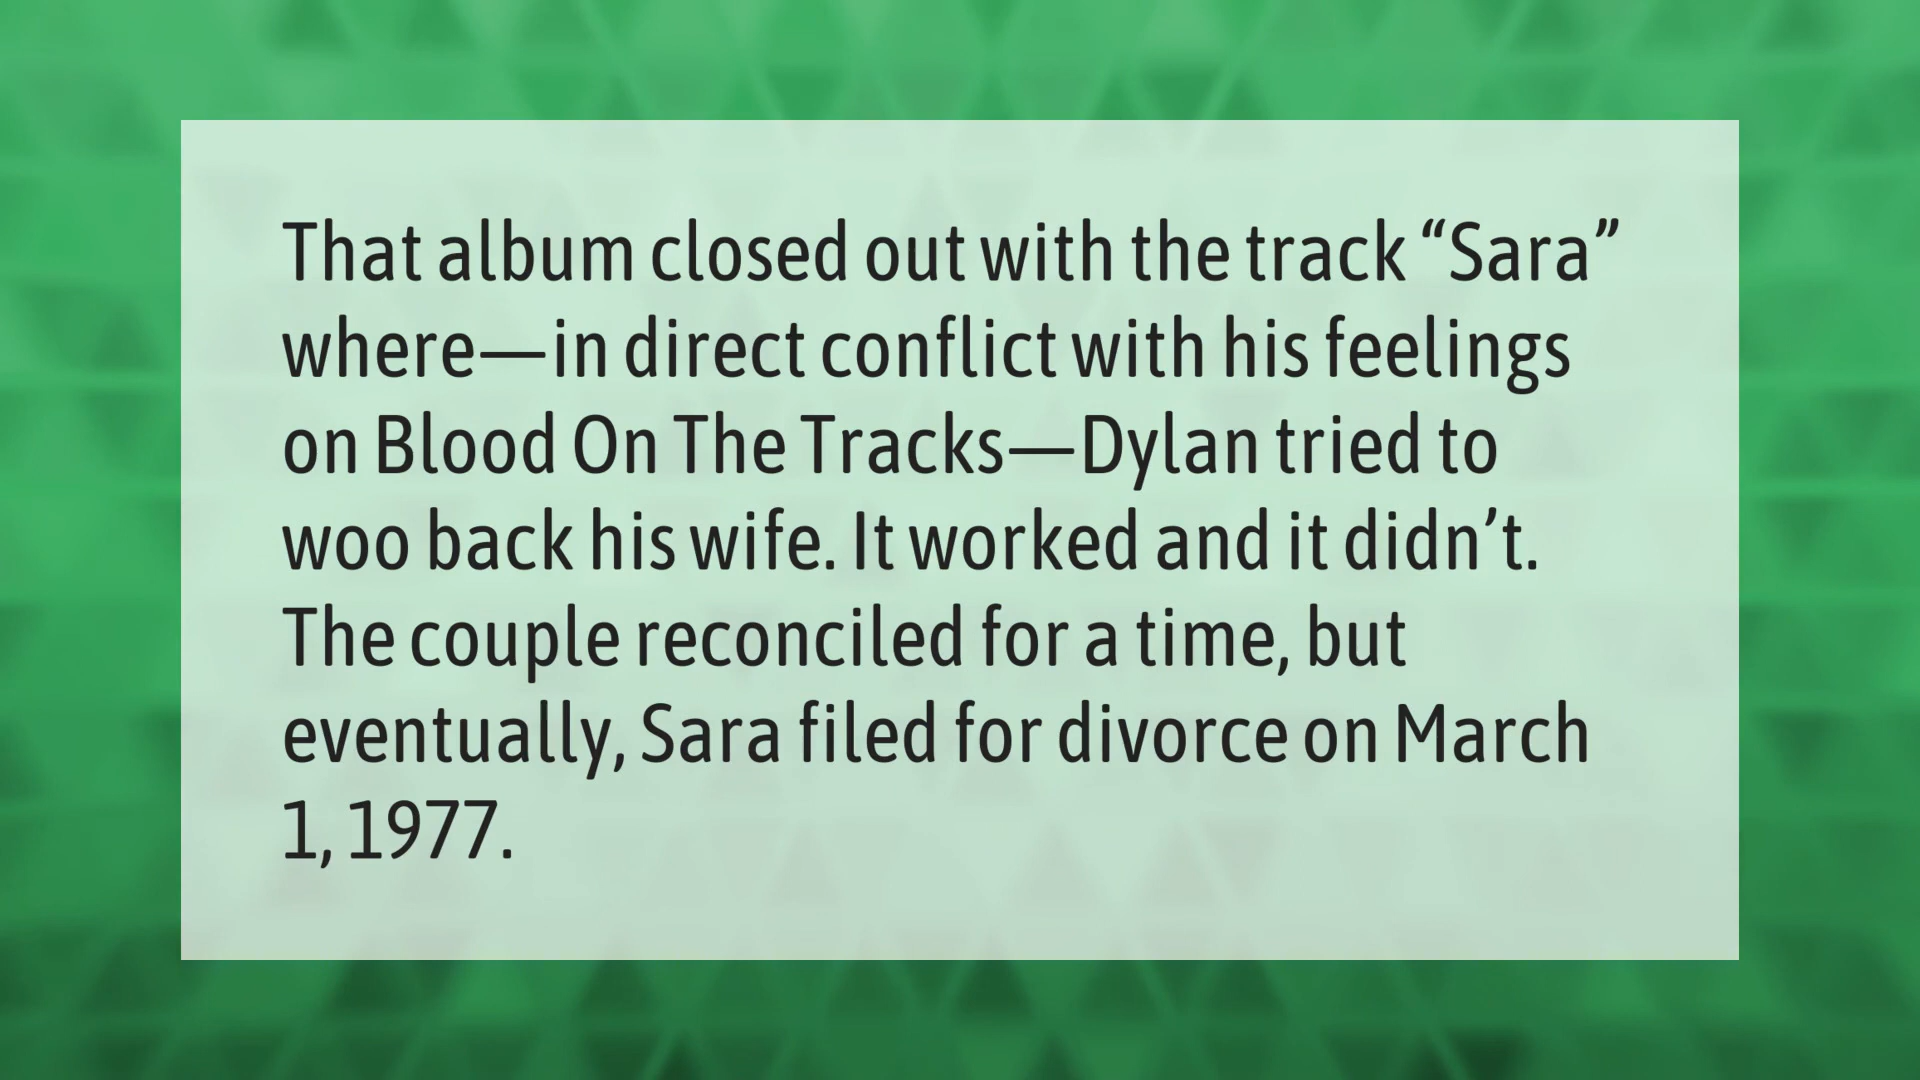 That album closed out with the track “Sara”
where—in direct conflict with his feelings
on Blood On The Tracks—Dylan tried to
woo back his wife. It worked and it didn’t.
The couple reconciled for a time, but
eventually, Sara filed for divorce on March
1, 1977.